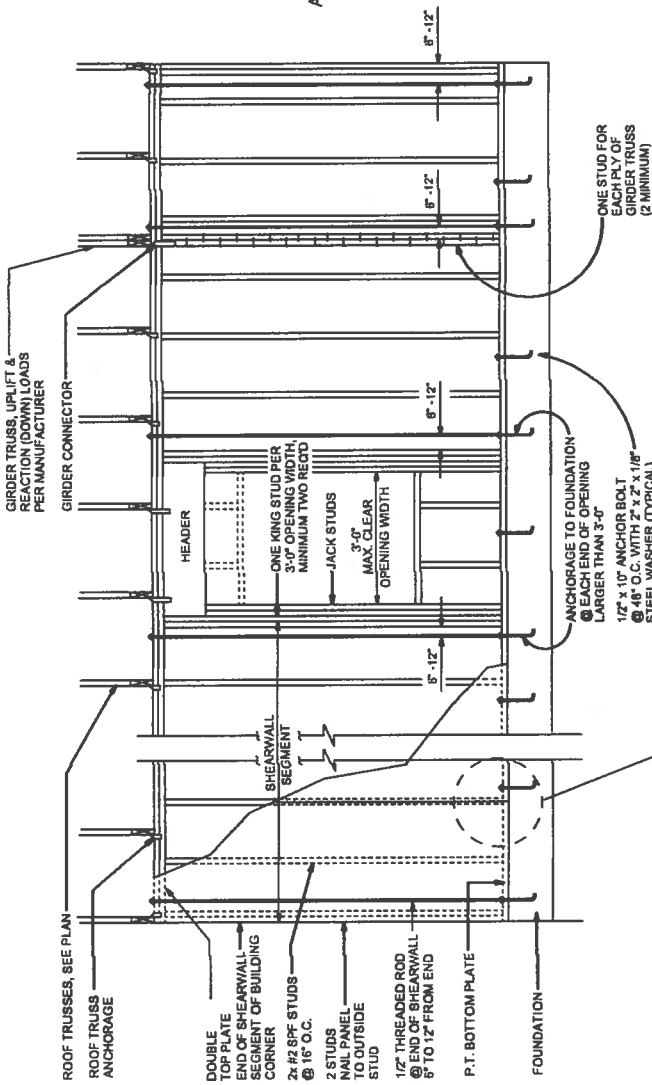 GIRDER TRUSS, UPLIFT &
REACTION (DOWN) LOADS
PER MANUFACTURER
GIRDER CONNECTOR
ROOF TRUSSES, SEE PLAN
ROOF TRUSS
ANCHORAGE
A
6" -12"
HEADER
ONE KING STUD PER
3'-0" OPENING WIDTH,
MINIMUM TWO REQ'D
JACK STUDS
3'-0"
MAX. CLEAR
OPENING WIDTH
6" -12"
6" -12"
6" -12"
SHEARWALL
SEGMENT
DOUBLE
TOP PLATE
END OF SHEARWALL
SEGMENT OF BUILDING
CORNER
2x #2 SPF STUDS
@ 16" O.C.
2 STUDS
NAIL PANEL
TO OUTSIDE
STUD
1/2" THREADED ROD
@ END OF SHEARWALL
6" TO 12" FROM END
P.T. BOTTOM PLATE
FOUNDATION
ONE STUD FOR
EACH PLY OF
GIRDER TRUSS
(2 MINIMUM)
ANCHORAGE TO FOUNDATION
@ EACH END OF OPENING
LARGER THAN 3'-0"
1/2" x 10" ANCHOR BOLT
@ 48" O.C. WITH 2" x 2" x 1/8"
STEEL WASHER (TYPICAL)